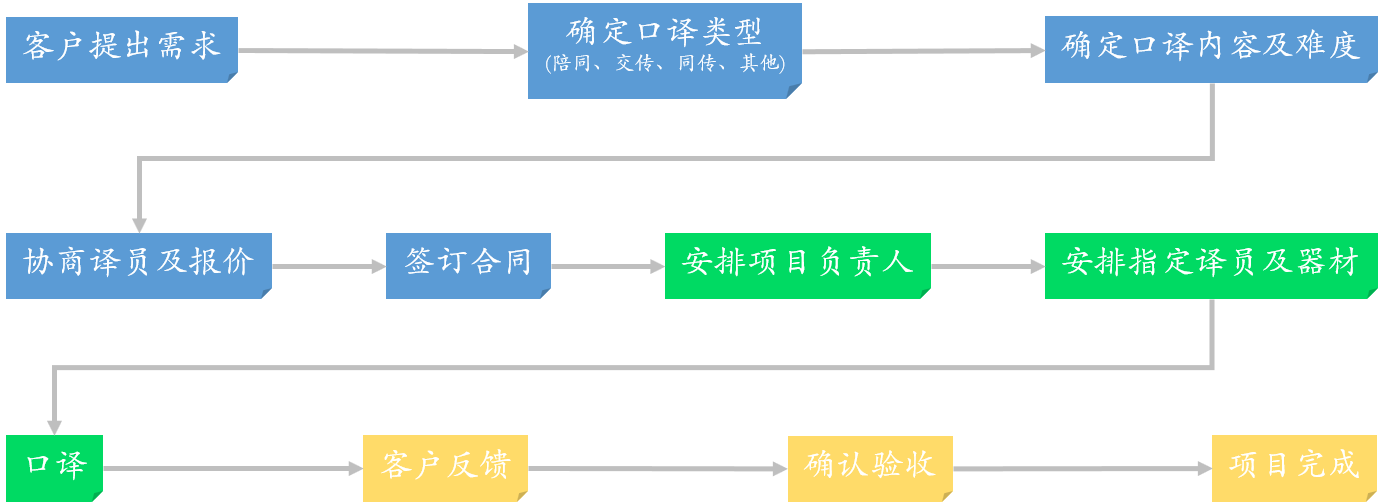 客户提出需求
确定口译类型
(陪同、交传、同传、其他)
确定口译内容及难度
协商译员及报价
签订合同
安排项目负责人
安排指定译员及器材
口译
客户反馈
确认验收
项目完成